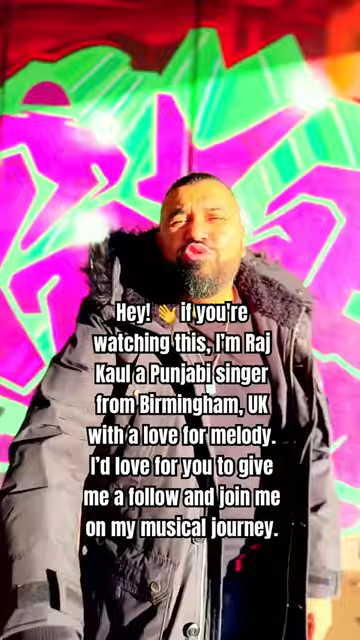 Hey! 👋 if you're
watching this, I'm Raj
Kaul a Punjabi singer
from Birmingham, UK
with a love for melody.
I'd love for you to give
me a follow and join me
on my musical journey.